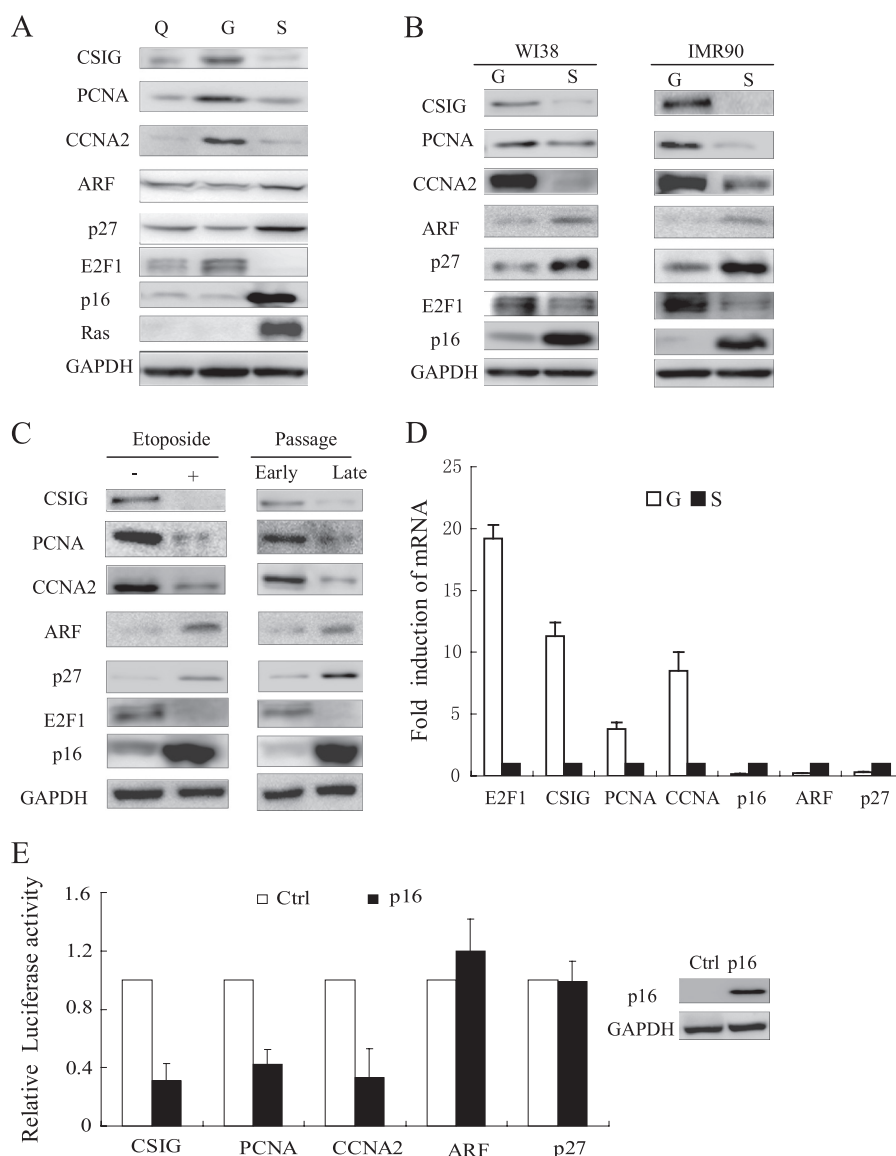 A
Q G S
CSIG
PCNA
CCNA2
ARF
p27
E2F1
p16
Ras
GAPDH
B
WI38 IMR90
G S G S
CSIG
PCNA
CCNA2
ARF
p27
E2F1
p16
GAPDH
C
Etoposide Passage
- + Early Late
CSIG
PCNA
CCNA2
ARF
p27
E2F1
p16
GAPDH
D
Fold induction of mRNA
25
20
15
10
5
0
G S
E2F1 CSIG PCNA CCNA p16 ARF p27
E
Relative Luciferase activity
1.6
1.2
0.8
0.4
0
Ctrl p16
CSIG PCNA CCNA2 ARF p27
Ctrl p16
p16
GAPDH